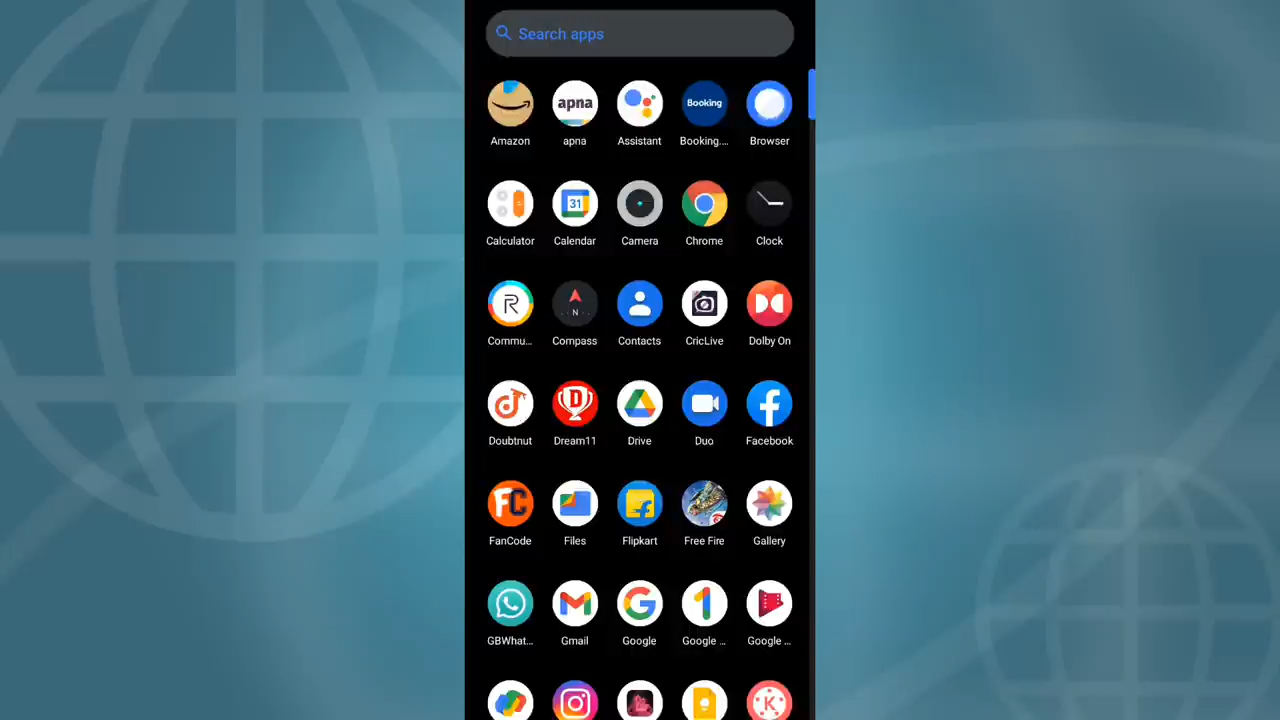 Search apps
apna
Booking
Amazon
apna
Assistant
Booking....
Browser
31
Calculator
Calendar
Camera
Chrome
Clock
R
N
Commu...
Compass
Contacts
CricLive
Dolby On
D
Doubtnut
Dream11
Drive
Duo
Facebook
FC
FanCode
Files
Flipkart
Free Fire
Gallery
GBWhat...
Gmail
Google
Google ...
Google ...
K